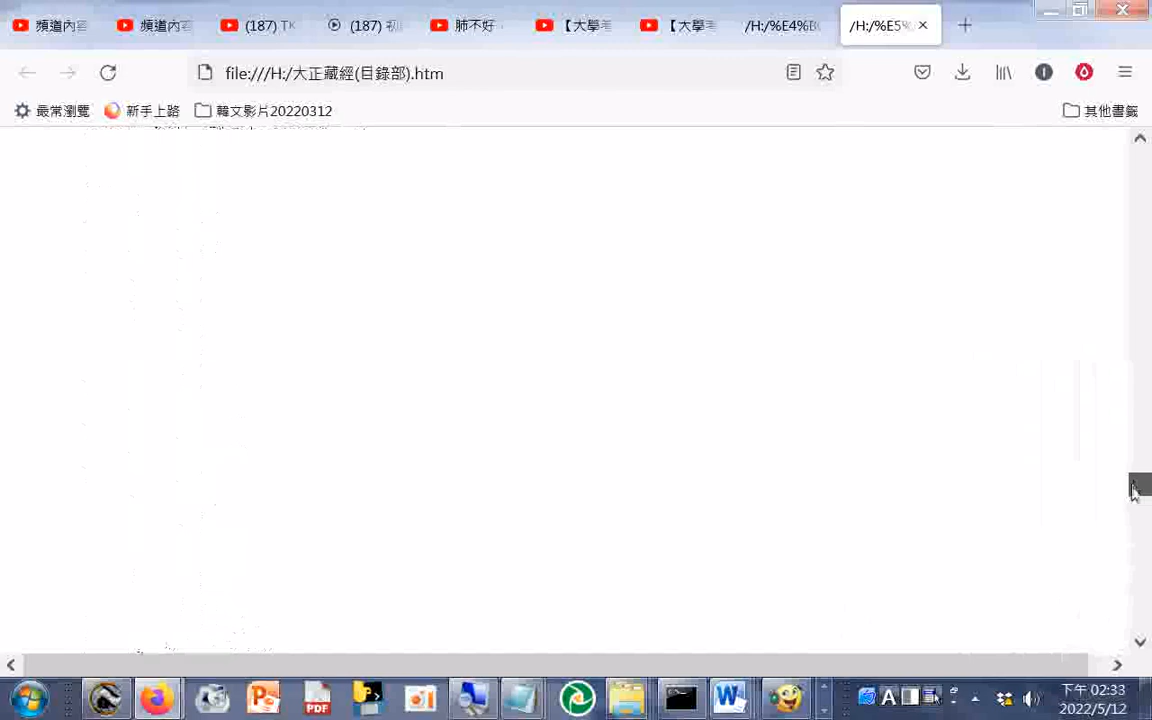 頻道內容
頻道內容
(187) TK
(187) 初
肺不好
【大學考
【大學考
/H:/%E4%B
/H:/%E5%
file:///H:/大正藏經(目錄部).htm
最常瀏覽
新手上路
韓文影片20220312
其他書籤
PDF
A
下午 02:33
2022/5/12